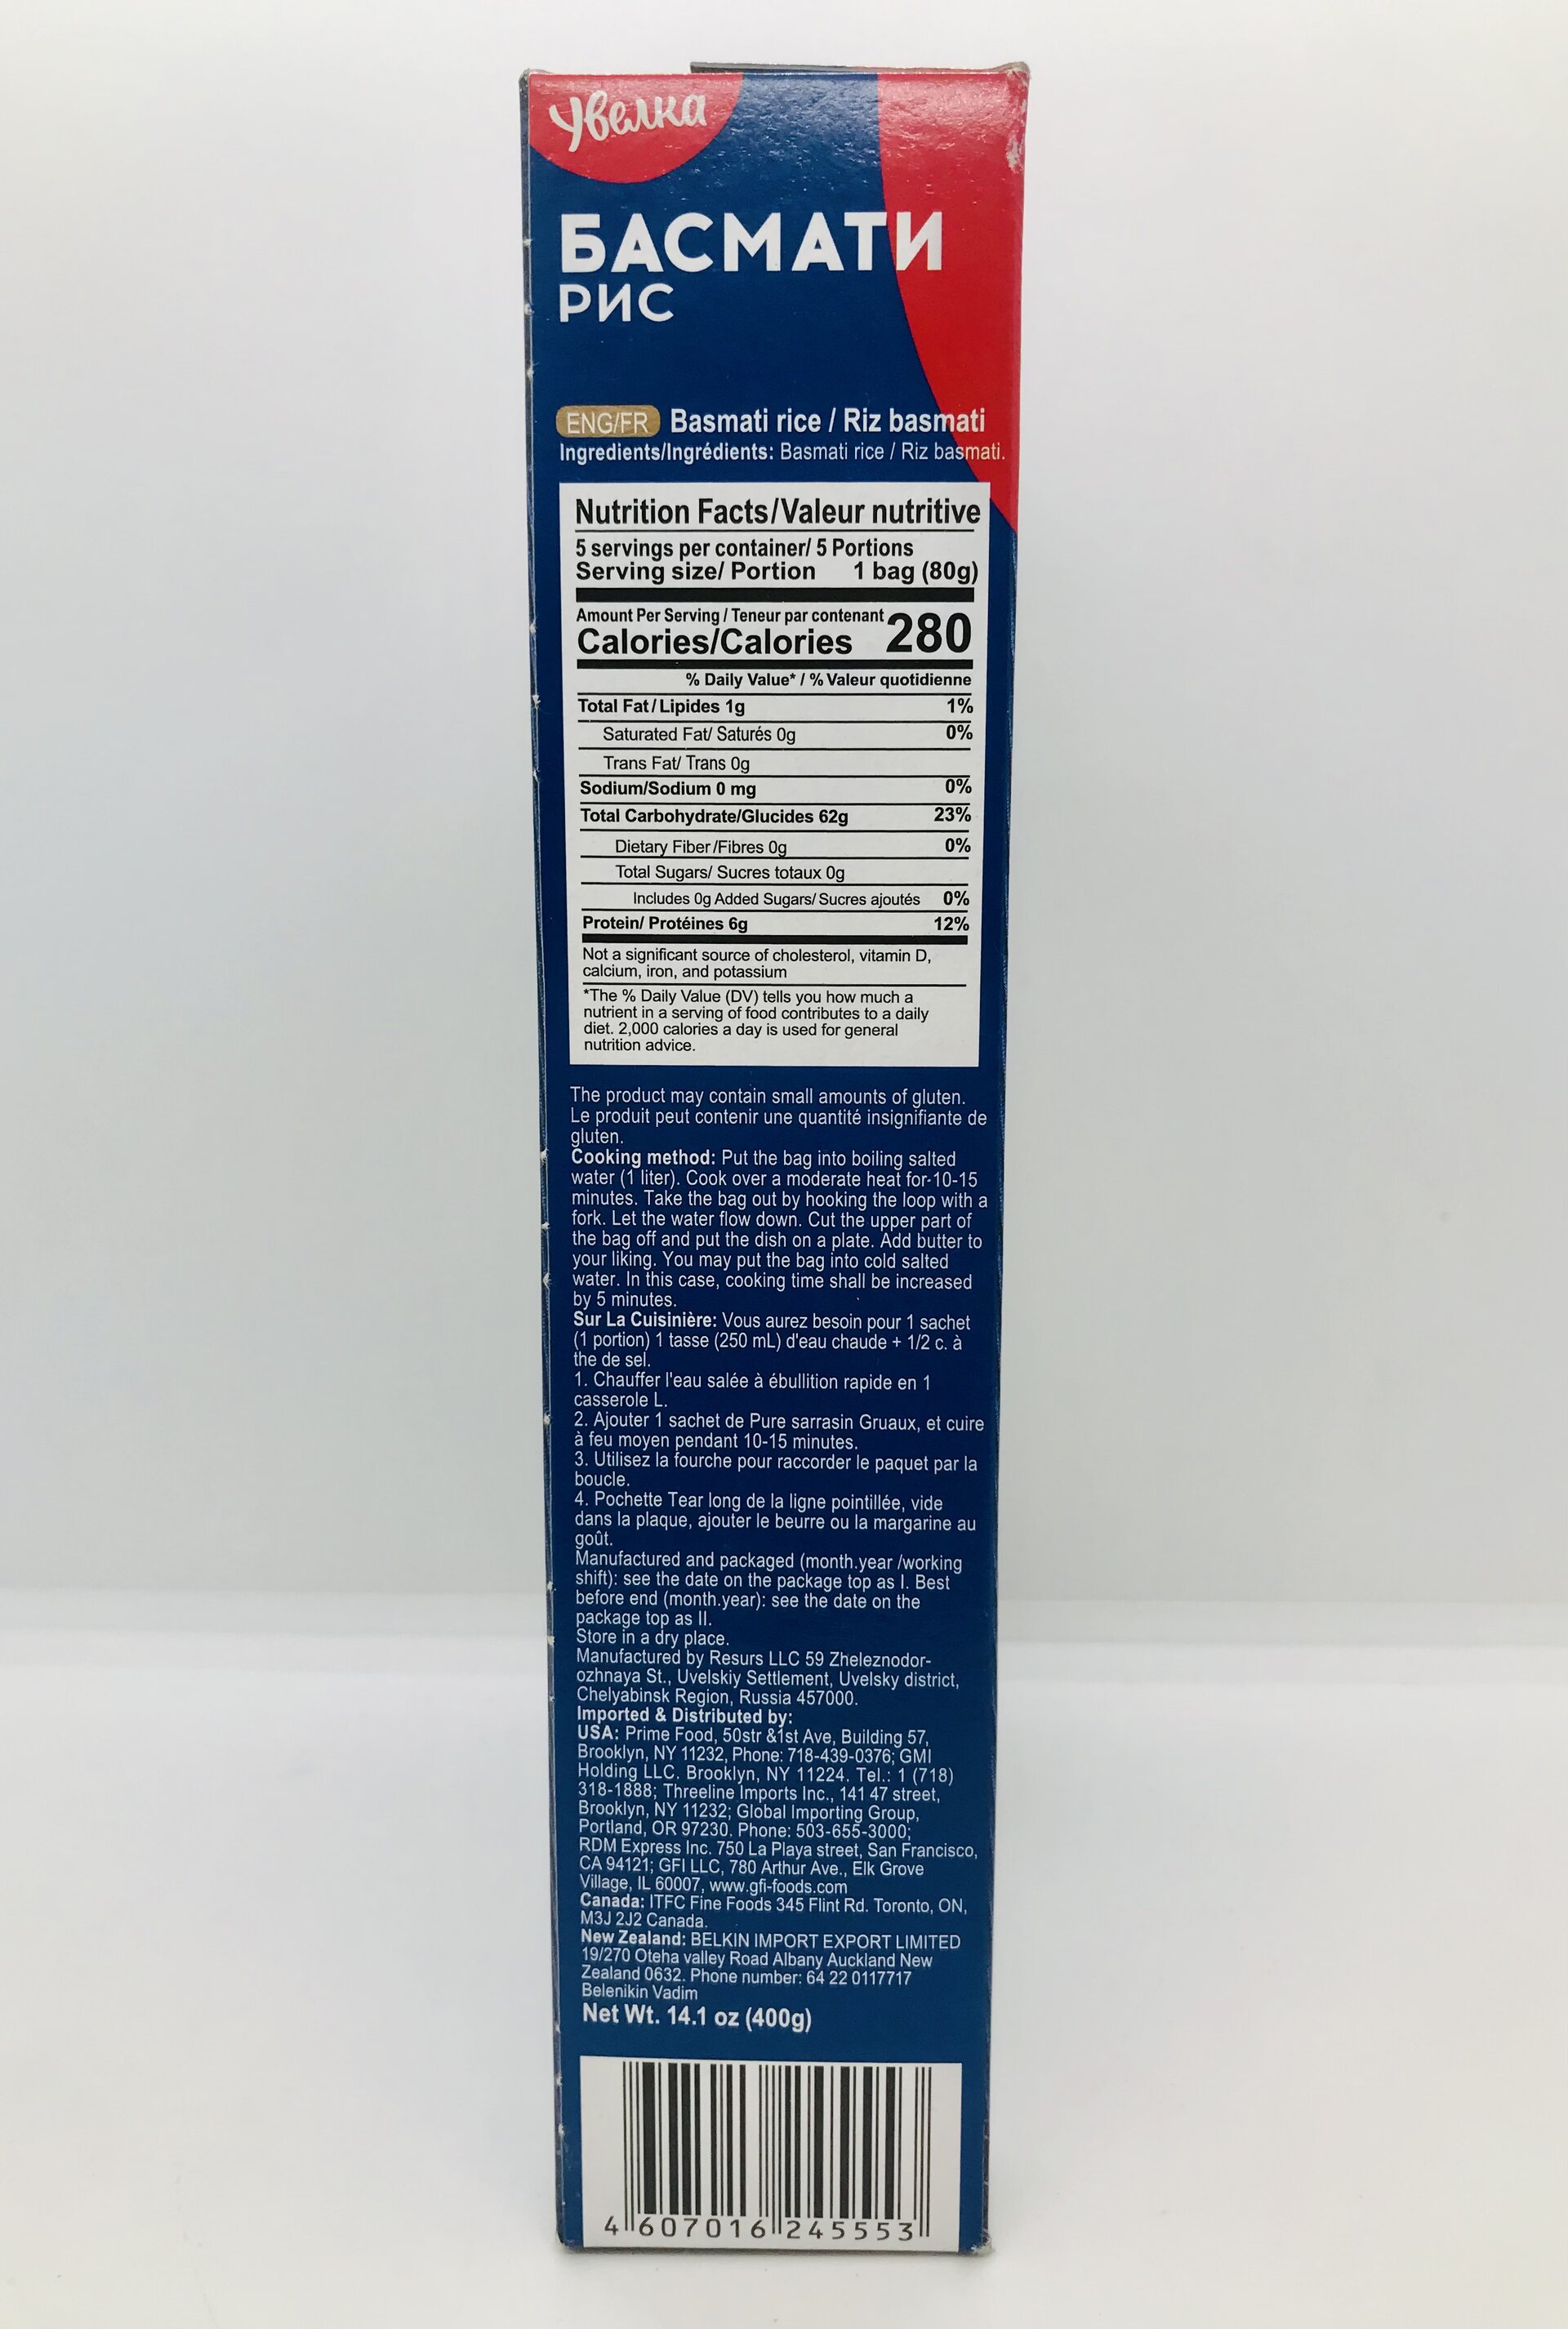 Увелка
БАСМАТИ
РИС
ENG/FR Basmati rice / Riz basmati
Ingredients/Ingrédients: Basmati rice / Riz basmati.
Nutrition Facts/Valeur nutritive
5 servings per container/ 5 Portions
Serving size/ Portion 1 bag (80g)
Amount Per Serving / Teneur par contenant
Calories/Calories 280
% Daily Value* / % Valeur quotidienne
Total Fat / Lipides 1g 1%
Saturated Fat/ Saturés 0g 0%
Trans Fat/ Trans 0g
Sodium/Sodium 0 mg 0%
Total Carbohydrate/Glucides 62g 23%
Dietary Fiber /Fibres 0g 0%
Total Sugars/ Sucres totaux 0g
Includes 0g Added Sugars/ Sucres ajoutés 0%
Protein/ Protéines 6g 12%
Not a significant source of cholesterol, vitamin D,
calcium, iron, and potassium
*The % Daily Value (DV) tells you how much a
nutrient in a serving of food contributes to a daily
diet. 2,000 calories a day is used for general
nutrition advice.
The product may contain small amounts of gluten.
Le produit peut contenir une quantité insignifiante de
gluten.
Cooking method: Put the bag into boiling salted
water (1 liter). Cook over a moderate heat for-10-15
minutes. Take the bag out by hooking the loop with a
fork. Let the water flow down. Cut the upper part of
the bag off and put the dish on a plate. Add butter to
your liking. You may put the bag into cold salted
water. In this case, cooking time shall be increased
by 5 minutes.
Sur La Cuisinière: Vous aurez besoin pour 1 sachet
(1 portion) 1 tasse (250 mL) d'eau chaude + 1/2 c. à
the de sel.
1. Chauffer l'eau salée à ébullition rapide en 1
casserole L.
2. Ajouter 1 sachet de Pure sarrasin Gruaux, et cuire
à feu moyen pendant 10-15 minutes.
3. Utilisez la fourche pour raccorder le paquet par la
boucle.
4. Pochette Tear long de la ligne pointillée, vide
dans la plaque, ajouter le beurre ou la margarine au
goût.
Manufactured and packaged (month.year /working
shift): see the date on the package top as I. Best
before end (month.year): see the date on the
package top as II.
Store in a dry place.
Manufactured by Resurs LLC 59 Zheleznodor-
ozhnaya St., Uvelskiy Settlement, Uvelsky district,
Chelyabinsk Region, Russia 457000.
Imported & Distributed by:
USA: Prime Food, 50str &1st Ave, Building 57,
Brooklyn, NY 11232, Phone: 718-439-0376; GMI
Holding LLC. Brooklyn, NY 11224. Tel.: 1 (718)
318-1888; Threeline Imports Inc., 141 47 street,
Brooklyn, NY 11232; Global Importing Group,
Portland, OR 97230. Phone: 503-655-3000;
RDM Express Inc. 750 La Playa street, San Francisco,
CA 94121; GFI LLC, 780 Arthur Ave., Elk Grove
Village, IL 60007, www.gfi-foods.com
Canada: ITFC Fine Foods 345 Flint Rd. Toronto, ON,
M3J 2J2 Canada.
New Zealand: BELKIN IMPORT EXPORT LIMITED
19/270 Oteha valley Road Albany Auckland New
Zealand 0632. Phone number: 64 22 0117717
Belenikin Vadim
Net Wt. 14.1 oz (400g)
4 607016 245553